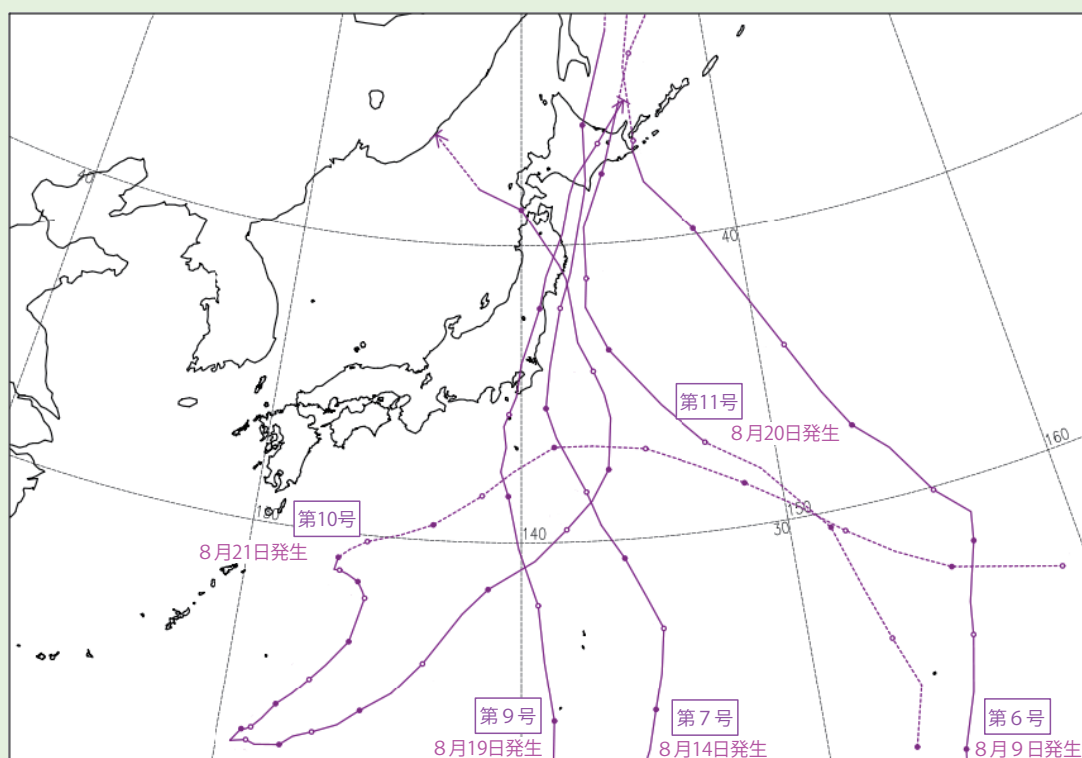 40
40
第11号
8月20日発生
160
150
30
130
第10号
8月21日発生
140
第9号
8月19日発生
第7号
8月14日発生
第6号
8月9日発生